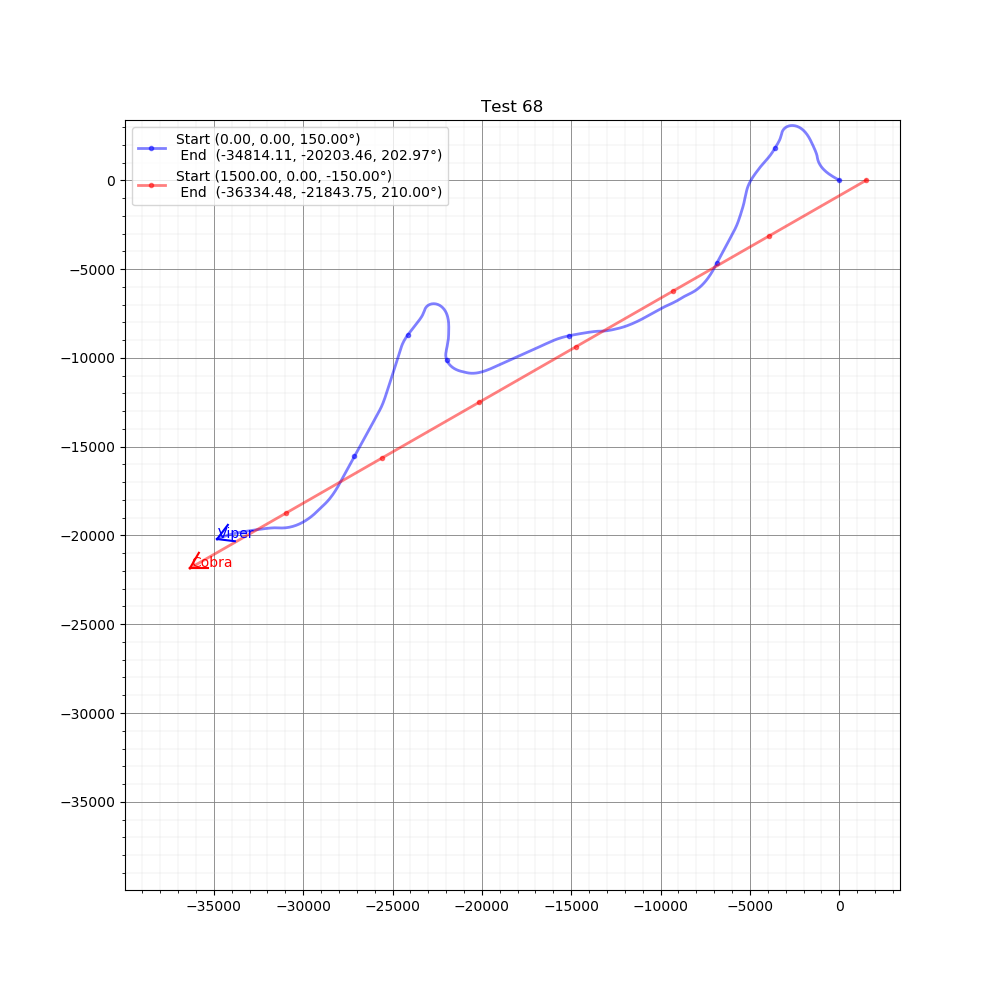 Test 68
Start (0.00, 0.00, 150.00°)
End (-34814.11, -20203.46, 202.97°)
Start (1500.00, 0.00, -150.00°)
End (-36334.48, -21843.75, 210.00°)
0
−5000
−10000
−15000
−20000
−25000
−30000
−35000
Viper
Cobra
−35000 −30000 −25000 −20000 −15000 −10000 −5000 0